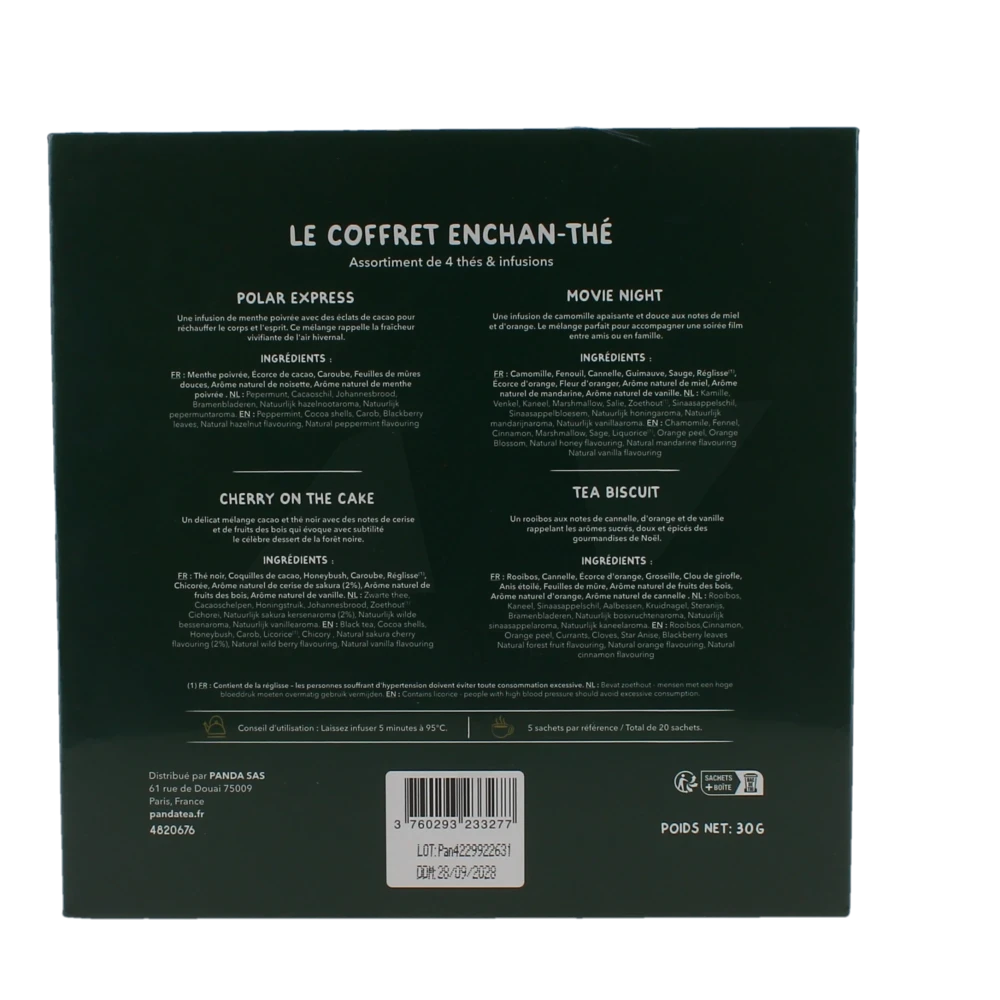 LE COFFRET ENCHAN-THÉ
Assortiment de 4 thés & infusions
POLAR EXPRESS
Une infusion de menthe poivrée avec des éclats de cacao pour
réchauffer le corps et l'esprit. Ce mélange rappelle la fraîcheur
vivifiante de l'air hivernal.
INGRÉDIENTS :
FR : Menthe poivrée, Écorce de cacao, Caroube, Feuilles de mûres
douces, Arôme naturel de noisette, Arôme naturel de menthe
poivrée . NL : Pepermunt, Cacaoschil, Johannesbrood,
Bramenbladeren, Natuurlijk hazelnootaroma, Natuurlijk
pepermuntaroma. EN : Peppermint, Cocoa shells, Carob, Blackberry
leaves, Natural hazelnut flavouring, Natural peppermint flavouring
MOVIE NIGHT
Une infusion de camomille apaisante et douce aux notes de miel
et d'orange. Le mélange parfait pour accompagner une soirée film
entre amis ou en famille.
INGRÉDIENTS :
FR : Camomille, Fenouil, Cannelle, Guimauve, Sauge, Réglisse(1),
Écorce d'orange, Fleur d'oranger, Arôme naturel de miel, Arôme
naturel de mandarine, Arôme naturel de vanille. NL : Kamille,
Venkel, Kaneel, Marshmallow, Salie, Zoethout(1), Sinaasappelschil,
Sinaasappelbloesem, Natuurlijk honingaroma, Natuurlijk
mandarijnaroma, Natuurlijk vanillaaroma. EN : Chamomile, Fennel,
Cinnamon, Marshmallow, Sage, Liquorice(1), Orange peel, Orange
Blossom, Natural honey flavouring, Natural mandarine flavouring
Natural vanilla flavouring
CHERRY ON THE CAKE
Un délicat mélange cacao et thé noir avec des notes de cerise
et de fruits des bois qui évoque avec subtilité
le célèbre dessert de la forêt noire.
INGRÉDIENTS :
FR : Thé noir, Coquilles de cacao, Honeybush, Caroube, Réglisse(1),
Chicorée, Arôme naturel de cerise de sakura (2%), Arôme naturel de
fruits des bois, Arôme naturel de vanille. NL : Zwarte thee,
Cacaoschelpen, Honingstruik, Johannesbrood, Zoethout(1)
Cichorei, Natuurlijk sakura kersenaroma (2%), Natuurlijk wilde
bessenaroma, Natuurlijk vanillearoma. EN : Black tea, Cocoa shells,
Honeybush, Carob, Licorice(1), Chicory , Natural sakura cherry
flavouring (2%), Natural wild berry flavouring, Natural vanilla flavouring
TEA BISCUIT
Un rooibos aux notes de cannelle, d'orange et de vanille
rappelant les arômes sucrés, doux et épicés des
gourmandises de Noël.
INGRÉDIENTS :
FR : Rooibos, Cannelle, Écorce d'orange, Groseille, Clou de girofle,
Anis étoilé, Feuilles de mûre, Arôme naturel de fruits des bois,
Arôme naturel d'orange, Arôme naturel de cannelle . NL : Rooibos,
Kaneel, Sinaasappelschil, Aalbessen, Kruidnagel, Steranijs,
Bramenbladeren, Natuurlijk bosvruchtenaroma, Natuurlijk
sinaasappelaroma, Natuurlijk kaneelaroma. EN : Rooibos,Cinnamon,
Orange peel, Currants, Cloves, Star Anise, Blackberry leaves
Natural forest fruit flavouring, Natural orange flavouring, Natural
cinnamon flavouring
(1) FR : Contient de la réglisse - les personnes souffrant d'hypertension doivent éviter toute consommation excessive. NL : Bevat zoethout - mensen met een hoge
bloeddruk moeten overmatig gebruik vermijden. EN : Contains licorice - people with high blood pressure should avoid excessive consumption.
Conseil d'utilisation : Laissez infuser 5 minutes à 95°C.
5 sachets par référence / Total de 20 sachets.
Distribué par PANDA SAS
61 rue de Douai 75009
Paris, France
pandatea.fr
4820676
3 760293 233277
LOT:Pan4229922631
DDM:28/09/2028
SACHETS
+ BOÎTE
POIDS NET: 30G